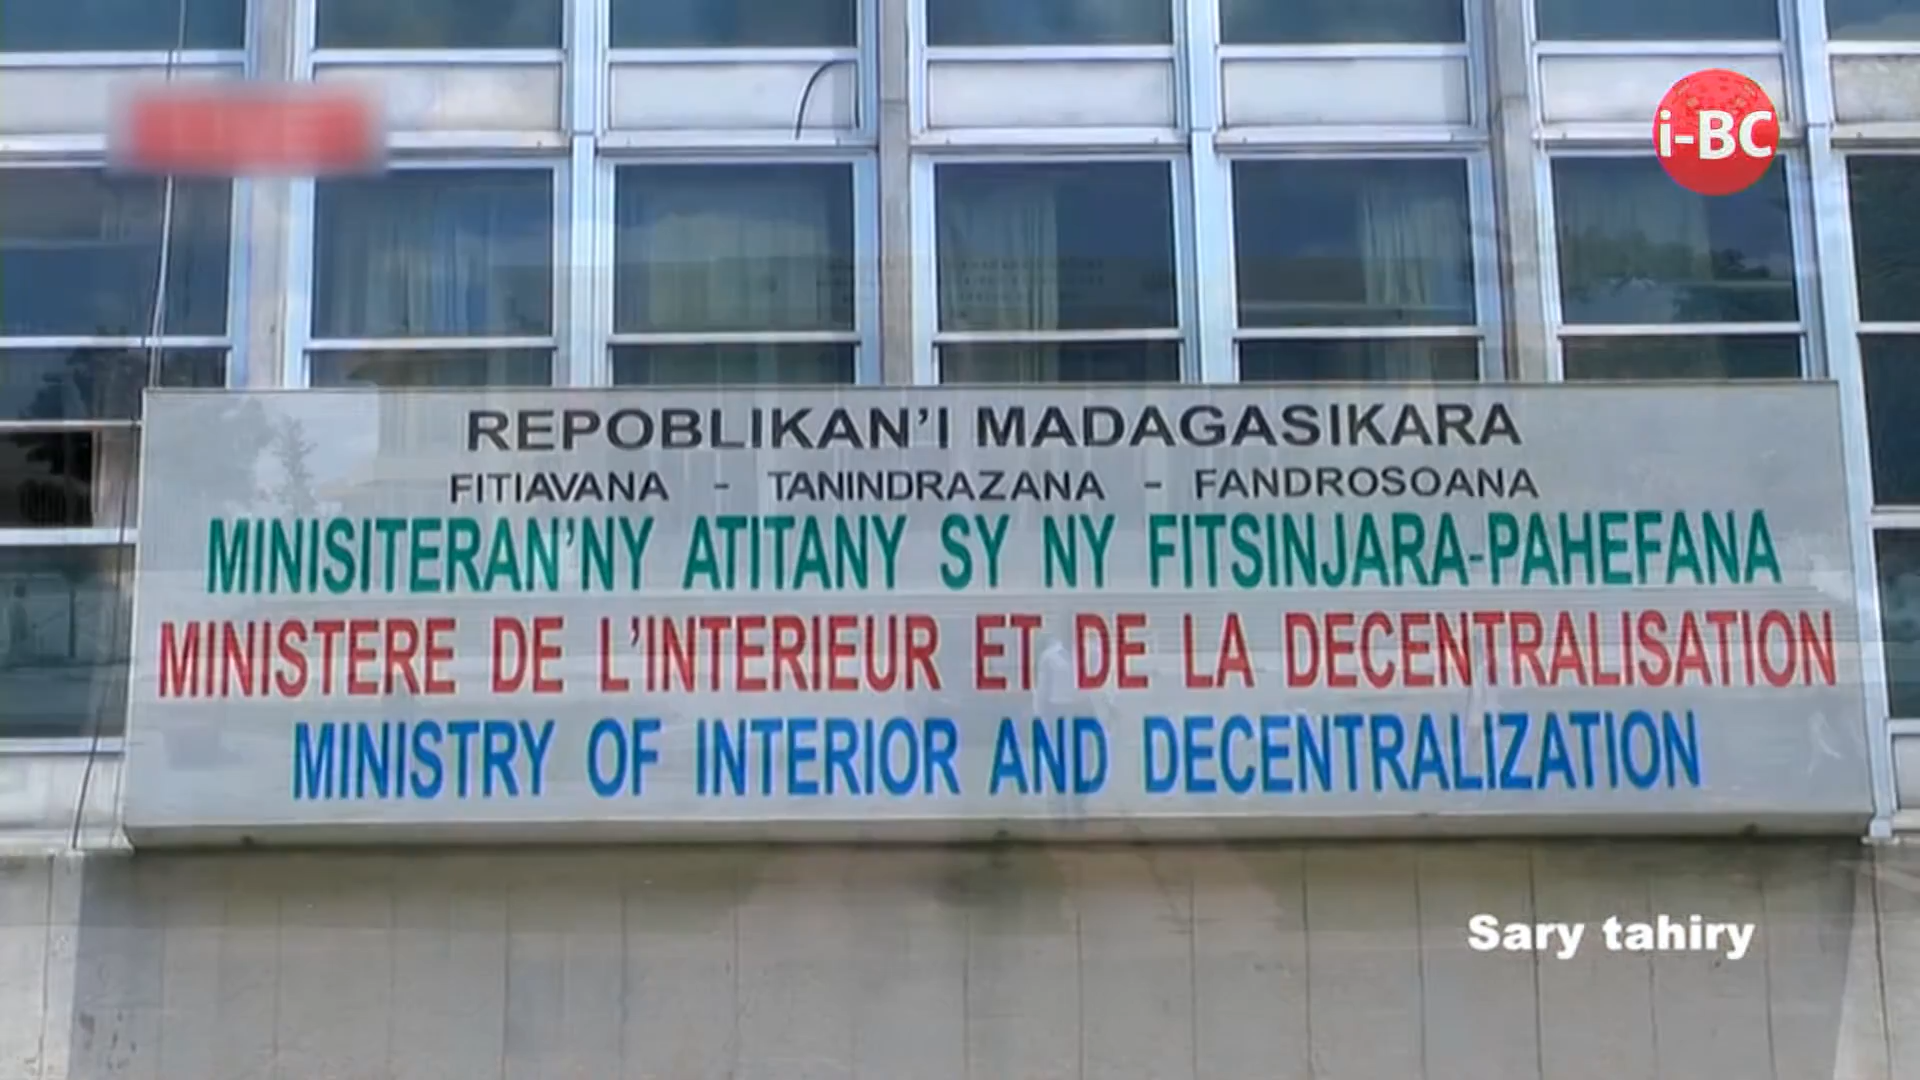 i-BC
REPOBLIKAN'I MADAGASIKARA
FITIAVANA - TANINDRAZANA - FANDROSOANA
MINISITERAN'NY ATITANY SY NY FITSINJARA-PAHEFANA
MINISTERE DE L'INTERIEUR ET DE LA DECENTRALISATION
MINISTRY OF INTERIOR AND DECENTRALIZATION
Sary tahiry